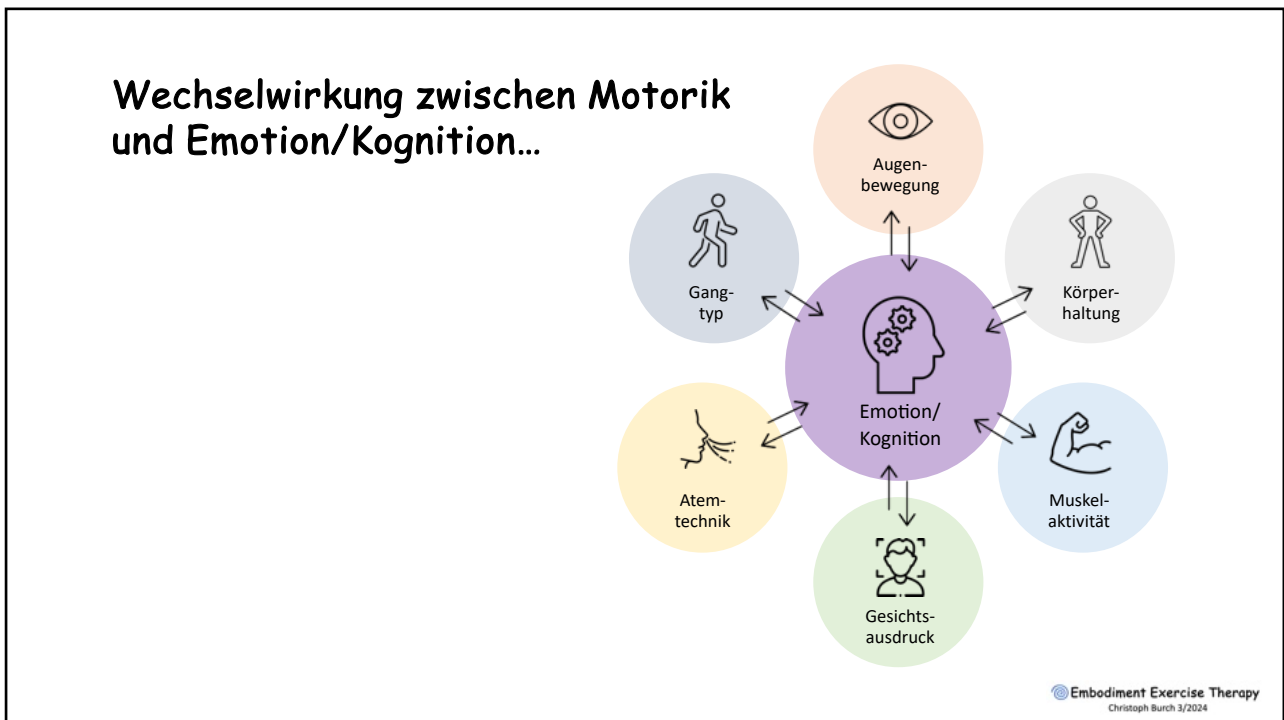 Wechselwirkung zwischen Motorik
und Emotion/Kognition...
Augen-
bewegung
Gang-
typ
Körper-
haltung
Emotion/
Kognition
Atem-
technik
Muskel-
aktivität
Gesichts-
ausdruck
Embodiment Exercise Therapy
Christoph Burch 3/2024